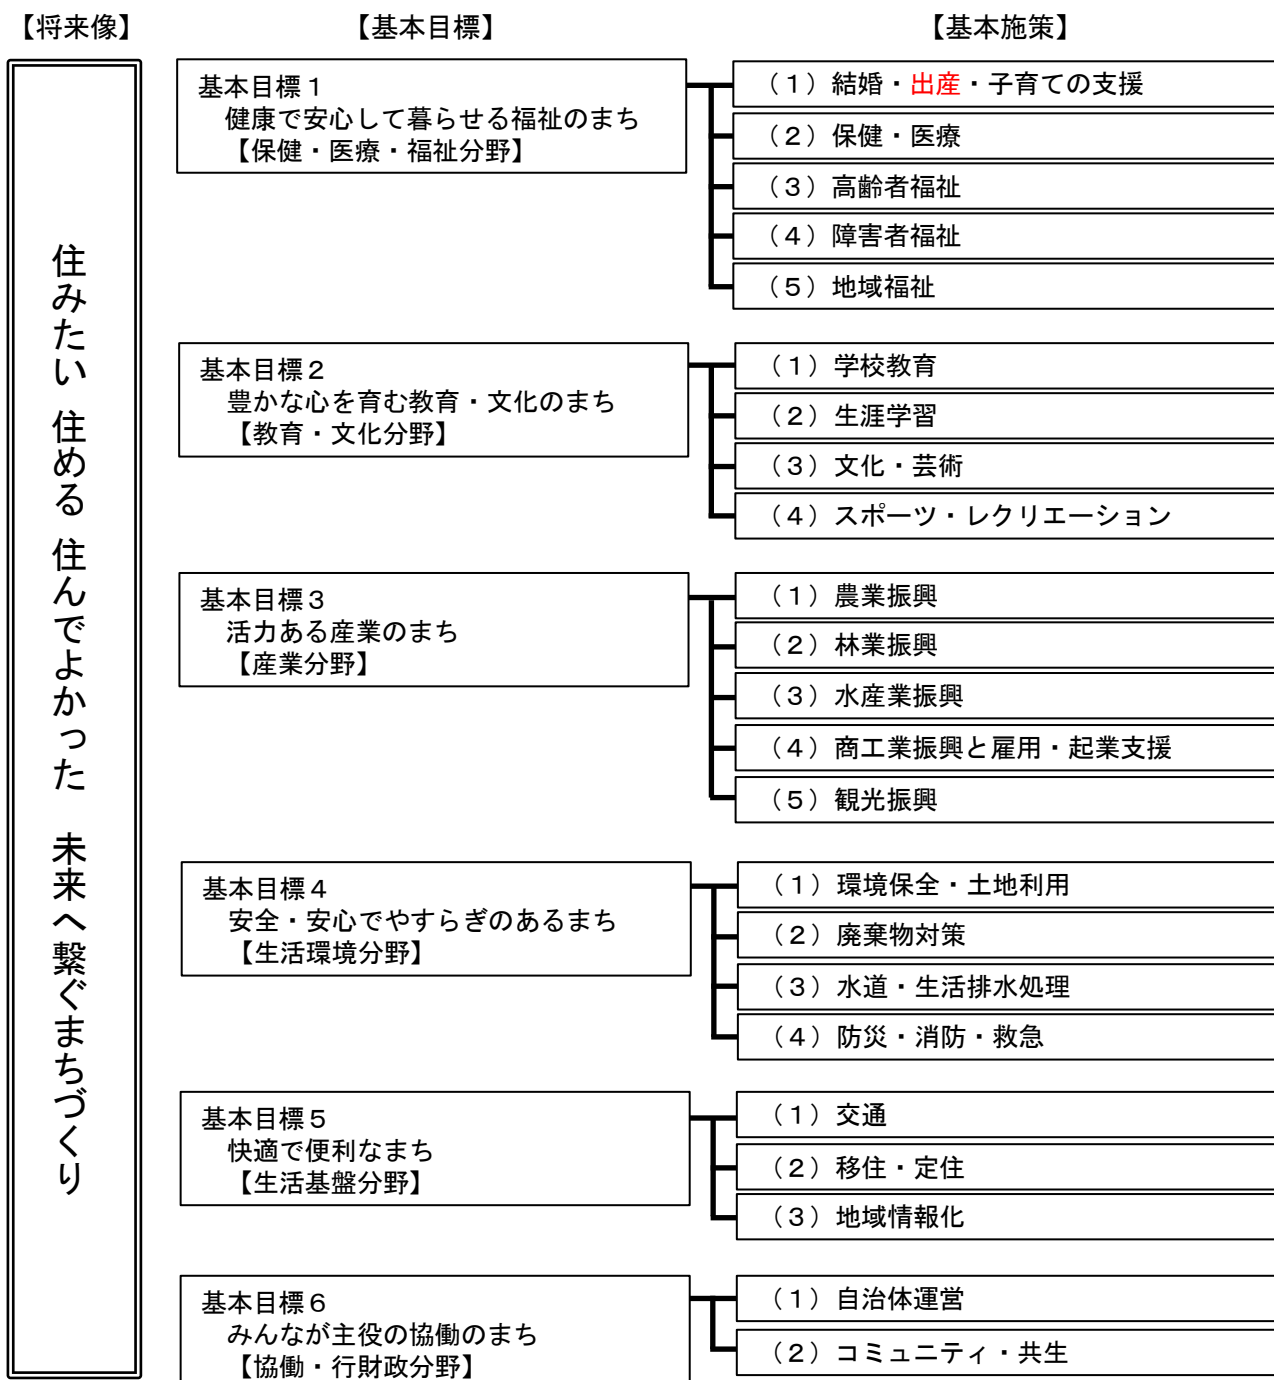 【将来像】
【基本目標】
【基本施策】
住みたい 住める 住んでよかった 未来へ繋ぐまちづくり
基本目標1
健康で安心して暮らせる福祉のまち
【保健・医療・福祉分野】
(1)結婚・出産・子育ての支援
(2)保健・医療
(3)高齢者福祉
(4)障害者福祉
(5)地域福祉
基本目標2
豊かな心を育む教育・文化のまち
【教育・文化分野】
(1)学校教育
(2)生涯学習
(3)文化・芸術
(4)スポーツ・レクリエーション
基本目標3
活力ある産業のまち
【産業分野】
(1)農業振興
(2)林業振興
(3)水産業振興
(4)商工業振興と雇用・起業支援
(5)観光振興
基本目標4
安全・安心でやすらぎのあるまち
【生活環境分野】
(1)環境保全・土地利用
(2)廃棄物対策
(3)水道・生活排水処理
(4)防災・消防・救急
基本目標5
快適で便利なまち
【生活基盤分野】
(1)交通
(2)移住・定住
(3)地域情報化
基本目標6
みんなが主役の協働のまち
【協働・行財政分野】
(1)自治体運営
(2)コミュニティ・共生